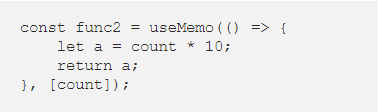 const func2 = useMemo(() => {
    let a = count * 10;
    return a;
}, [count]);